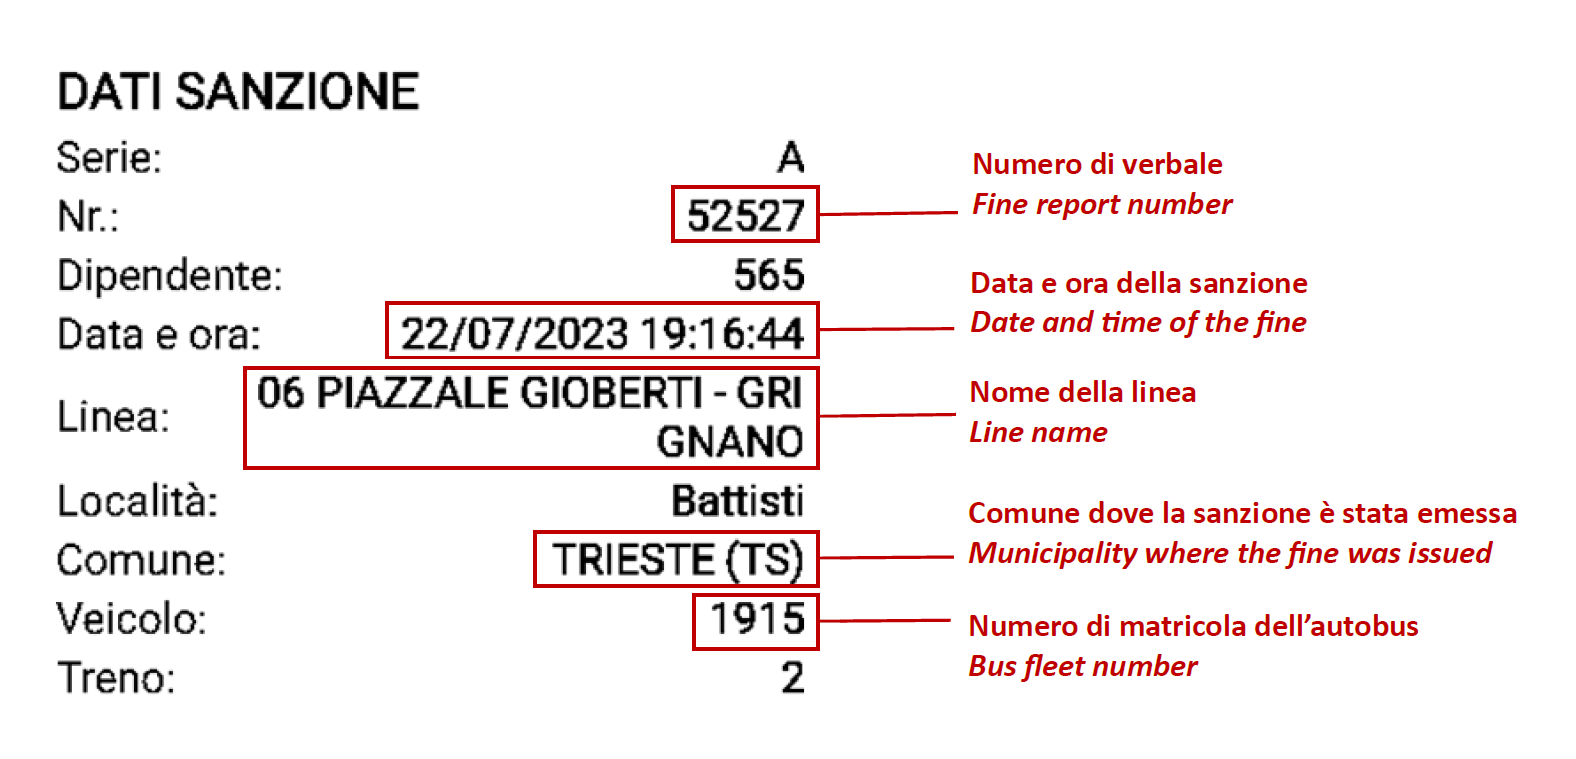 DATI SANZIONE
Serie: A
Nr.: 52527
Dipendente: 565
Data e ora: 22/07/2023 19:16:44
Linea: 06 PIAZZALE GIOBERTI - GRI
GNANO
Località: Battisti
Comune: TRIESTE (TS)
Veicolo: 1915
Treno: 2
Numero di verbale
Fine report number
Data e ora della sanzione
Date and time of the fine
Nome della linea
Line name
Comune dove la sanzione è stata emessa
Municipality where the fine was issued
Numero di matricola dell’autobus
Bus fleet number